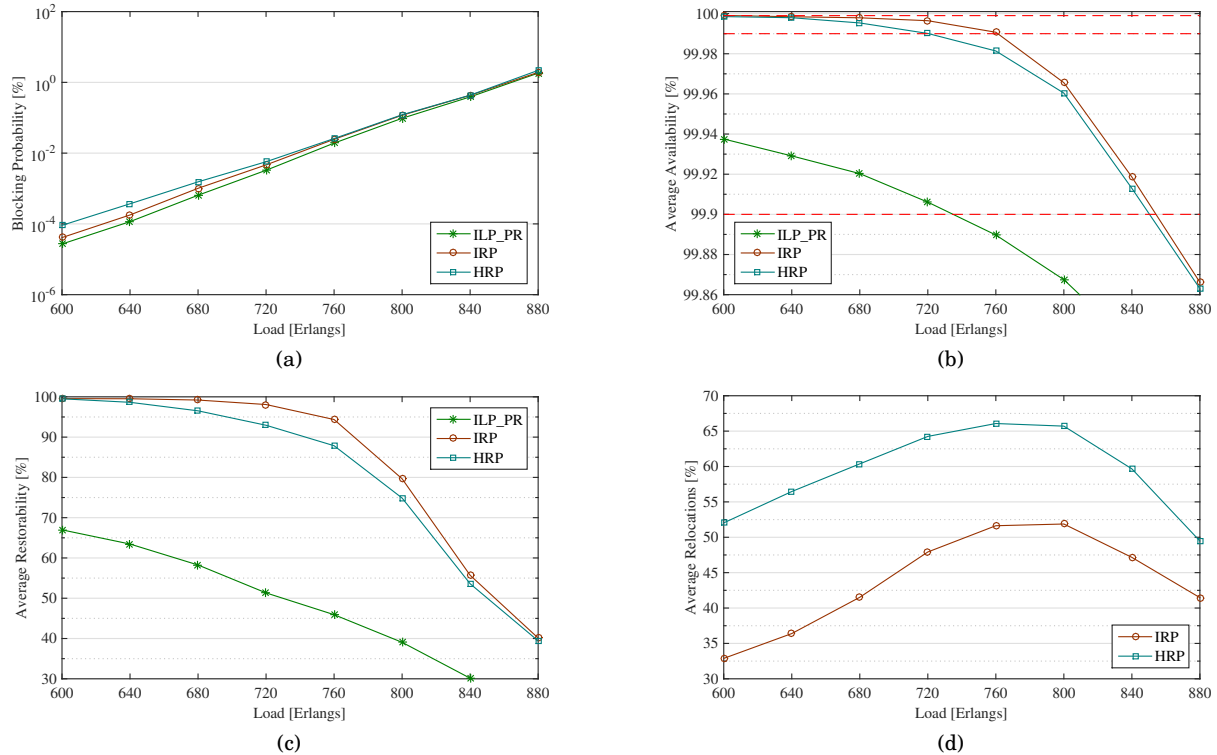 10^2
10^0
10^-2
10^-4
10^-6
Blocking Probability [%]
ILP_PR
IRP
HRP
600 640 680 720 760 800 840 880
Load [Erlangs]
(a)
100
99.98
99.96
99.94
99.92
99.9
99.88
99.86
Average Availability [%]
ILP_PR
IRP
HRP
600 640 680 720 760 800 840 880
Load [Erlangs]
(b)
100
90
80
70
60
50
40
30
Average Restorability [%]
ILP_PR
IRP
HRP
600 640 680 720 760 800 840 880
Load [Erlangs]
(c)
70
65
60
55
50
45
40
35
30
Average Relocations [%]
IRP
HRP
600 640 680 720 760 800 840 880
Load [Erlangs]
(d)